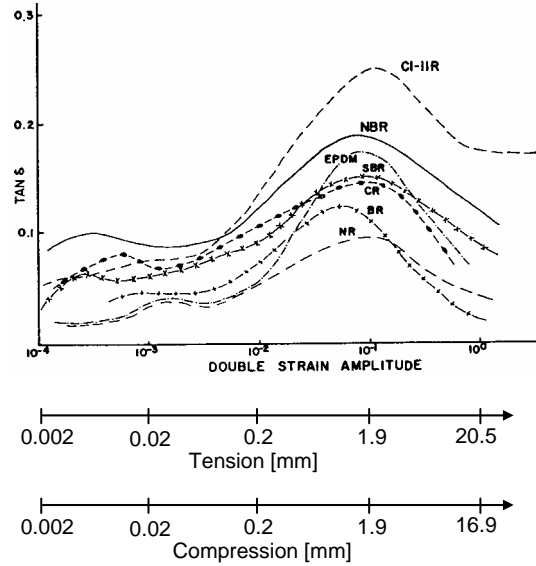 0.3
0.2
0.1
TAN δ
CI-IIR
NBR
EPDM
SBR
CR
BR
NR
10-4 10-3 10-2 10-1 100
DOUBLE STRAIN AMPLITUDE
0.002 0.02 0.2 1.9 20.5
Tension [mm]
0.002 0.02 0.2 1.9 16.9
Compression [mm]